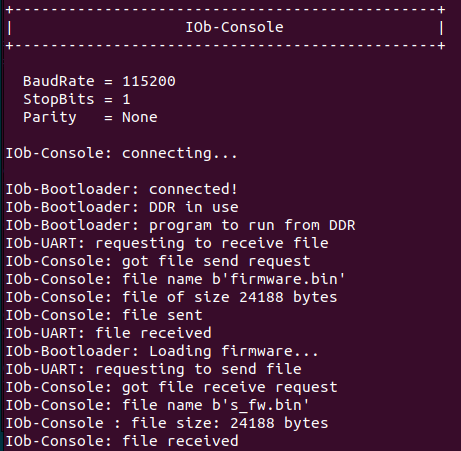 +-----------------------------------------------+
|                   IOb-Console                 |
+-----------------------------------------------+
  BaudRate = 115200
  StopBits = 1
  Parity   = None
IOb-Console: connecting...
IOb-Bootloader: connected!
IOb-Bootloader: DDR in use
IOb-Bootloader: program to run from DDR
IOb-UART: requesting to receive file
IOb-Console: got file send request
IOb-Console: file name b'firmware.bin'
IOb-Console: file of size 24188 bytes
IOb-Console: file sent
IOb-UART: file received
IOb-Bootloader: Loading firmware...
IOb-UART: requesting to send file
IOb-Console: got file receive request
IOb-Console: file name b's_fw.bin'
IOb-Console : file size: 24188 bytes
IOb-Console: file received